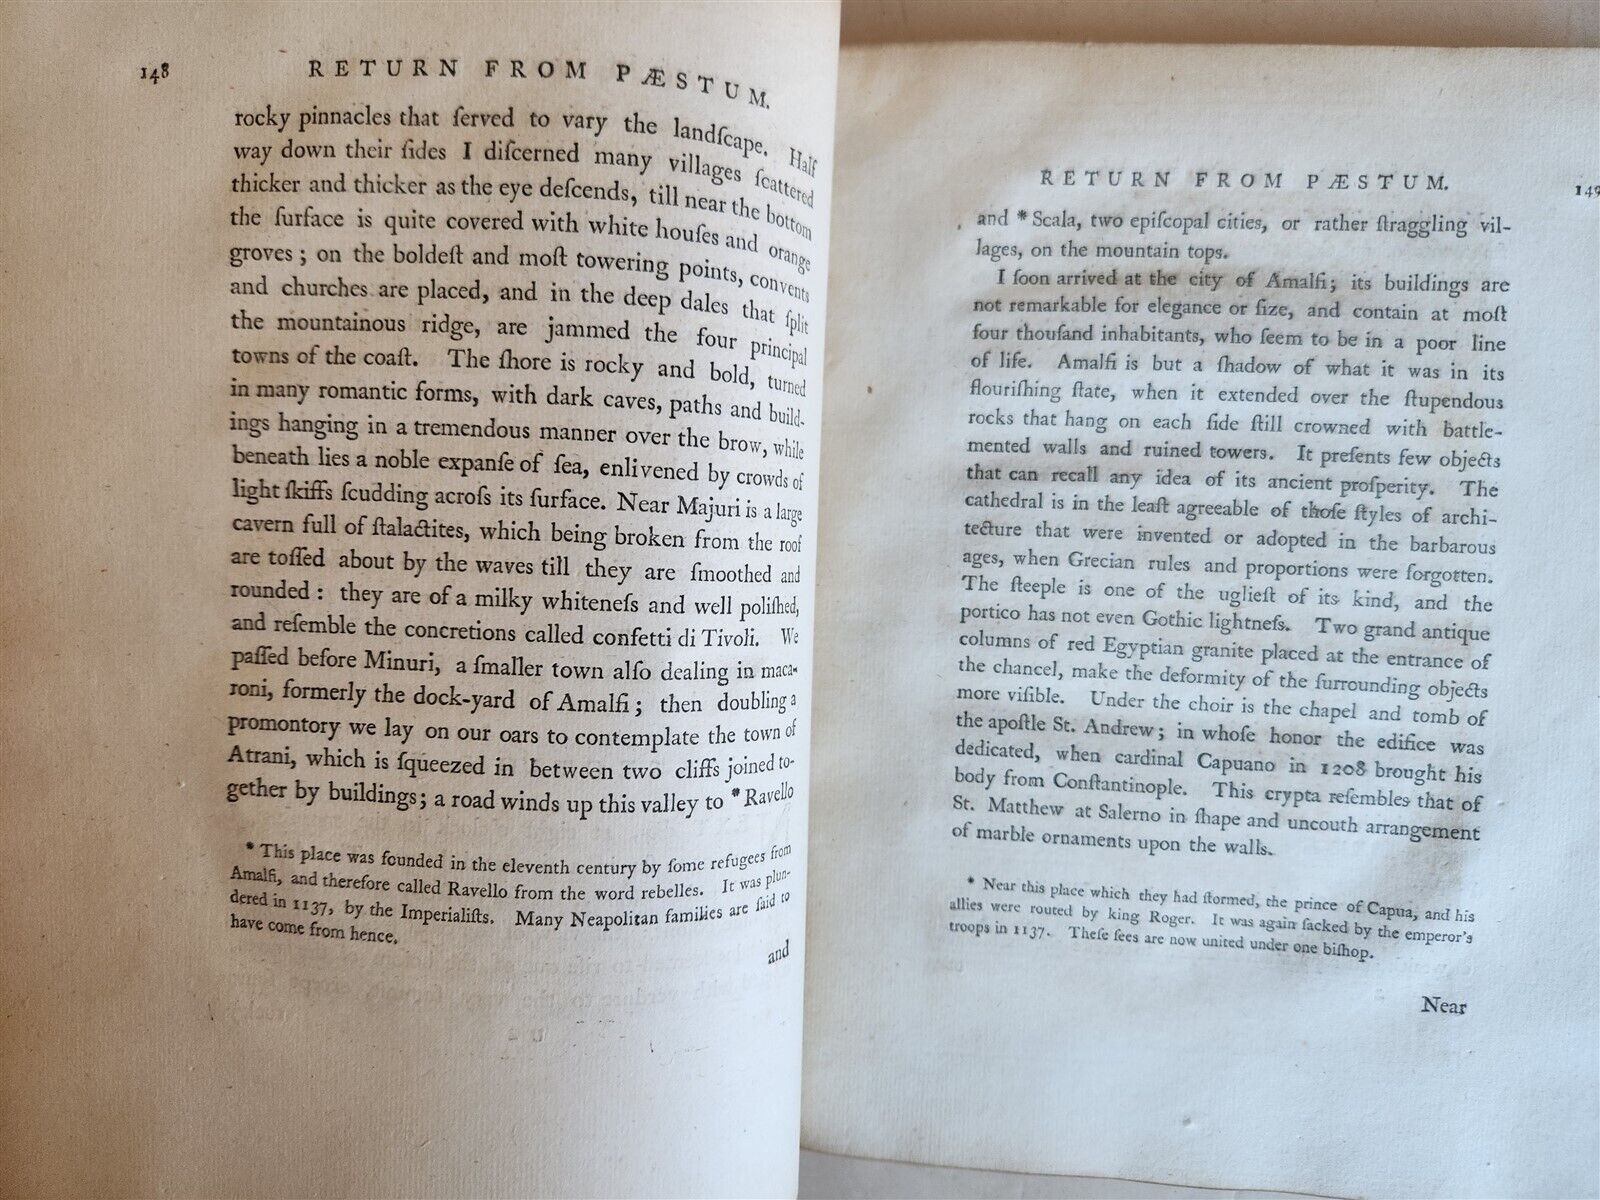 148
RETURN FROM PÆSTUM.
rocky pinnacles that ſerved to vary the landſcape. Half
way down their ſides I diſcerned many villages ſcattered
thicker and thicker as the eye deſcends, till near the bottom
the ſurface is quite covered with white houſes and orange
groves; on the boldeſt and moſt towering points, convents
and churches are placed, and in the deep dales that ſplit
the mountainous ridge, are jammed the four principal
towns of the coaſt. The ſhore is rocky and bold, turned
in many romantic forms, with dark caves, paths and build-
ings hanging in a tremendous manner over the brow, while
beneath lies a noble expanſe of ſea, enlivened by crowds of
light ſkiffs ſcudding acroſs its ſurface. Near Majuri is a large
cavern full of ſtalactites, which being broken from the roof
are toſſed about by the waves till they are ſmoothed and
rounded: they are of a milky whiteneſs and well poliſhed,
and reſemble the concretions called confetti di Tivoli. We
paſſed before Minuri, a ſmaller town alſo dealing in maca-
roni, formerly the dock-yard of Amalfi; then doubling a
promontory we lay on our oars to contemplate the town of
Atrani, which is ſqueezed in between two cliffs joined to-
gether by buildings; a road winds up this valley to * Ravello
* This place was founded in the eleventh century by ſome refugees from
Amalfi, and therefore called Ravello from the word rebelles. It was plun-
dered in 1137, by the Imperialiſts. Many Neapolitan families are ſaid to
have come from hence.
and
RETURN FROM PÆSTUM.
149
and * Scala, two epiſcopal cities, or rather ſtraggling vil-
lages, on the mountain tops.
I ſoon arrived at the city of Amalfi; its buildings are
not remarkable for elegance or ſize, and contain at moſt
four thouſand inhabitants, who ſeem to be in a poor line
of life. Amalfi is but a ſhadow of what it was in its
flouriſhing ſtate, when it extended over the ſtupendous
rocks that hang on each ſide ſtill crowned with battle-
mented walls and ruined towers. It preſents few objects
that can recall any idea of its ancient proſperity. The
cathedral is in the leaſt agreeable of thoſe ſtyles of archi-
tecture that were invented or adopted in the barbarous
ages, when Grecian rules and proportions were forgotten.
The ſteeple is one of the uglieſt of its kind, and the
portico has not even Gothic lightneſs. Two grand antique
columns of red Egyptian granite placed at the entrance of
the chancel, make the deformity of the ſurrounding objects
more viſible. Under the choir is the chapel and tomb of
the apoſtle St. Andrew; in whoſe honor the edifice was
dedicated, when cardinal Capuano in 1208 brought his
body from Conſtantinople. This crypta reſembles that of
St. Matthew at Salerno in ſhape and uncouth arrangement
of marble ornaments upon the walls.
* Near this place which they had ſtormed, the prince of Capua, and his
allies were routed by king Roger. It was again ſacked by the emperor's
troops in 1137. Theſe ſees are now united under one biſhop.
Near